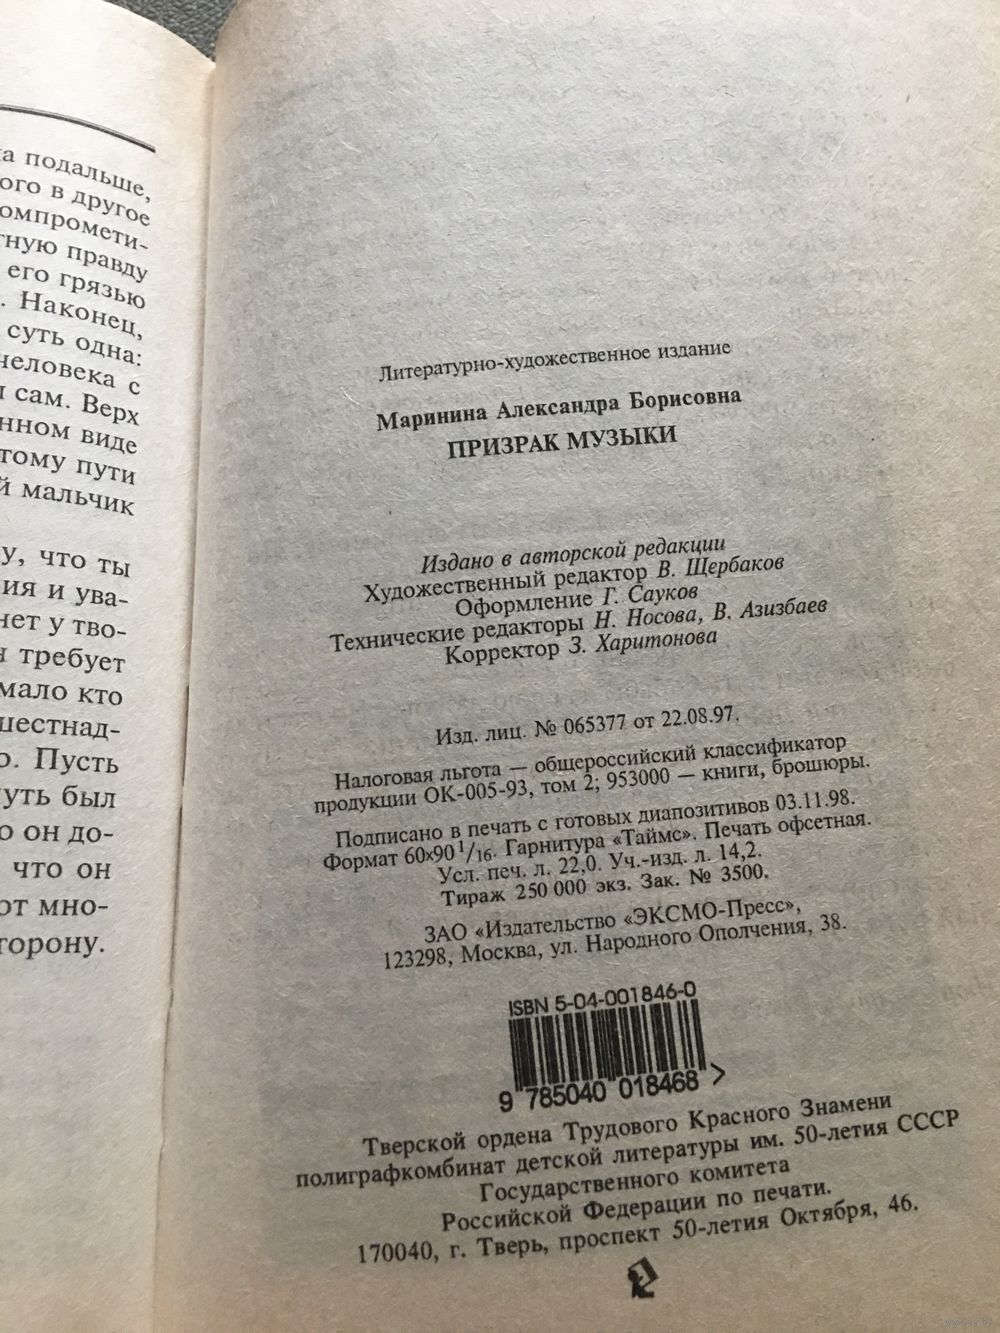 а подальше,
ого в другое
омпромети-
тную правду
его грязью
. Наконец,
суть одна:
человека с
сам. Верх
нном виде
тому пути
й мальчик
у, что ты
ия и ува-
нет у тво-
н требует
мало кто
шестнад-
о. Пусть
нуть был
о он до-
что он
от мно-
торону.
Литературно-художественное издание
Маринина Александра Борисовна
ПРИЗРАК МУЗЫКИ
Издано в авторской редакции
Художественный редактор В. Щербаков
Оформление Г. Сауков
Технические редакторы Н. Носова, В. Азизбаев
Корректор З. Харитонова
Изд. лиц. № 065377 от 22.08.97.
Налоговая льгота — общероссийский классификатор
продукции ОК-005-93, том 2; 953000 — книги, брошюры.
Подписано в печать с готовых диапозитивов 03.11.98.
Формат 60x90 1/16. Гарнитура «Таймс». Печать офсетная.
Усл. печ. л. 22,0. Уч.-изд. л. 14,2.
Тираж 250 000 экз. Зак. № 3500.
ЗАО «Издательство «ЭКСМО-Пресс»,
123298, Москва, ул. Народного Ополчения, 38.
ISBN 5-04-001846-0
9 785040 018468 >
Тверской ордена Трудового Красного Знамени
полиграфкомбинат детской литературы им. 50-летия СССР
Государственного комитета
Российской Федерации по печати.
170040, г. Тверь, проспект 50-летия Октября, 46.